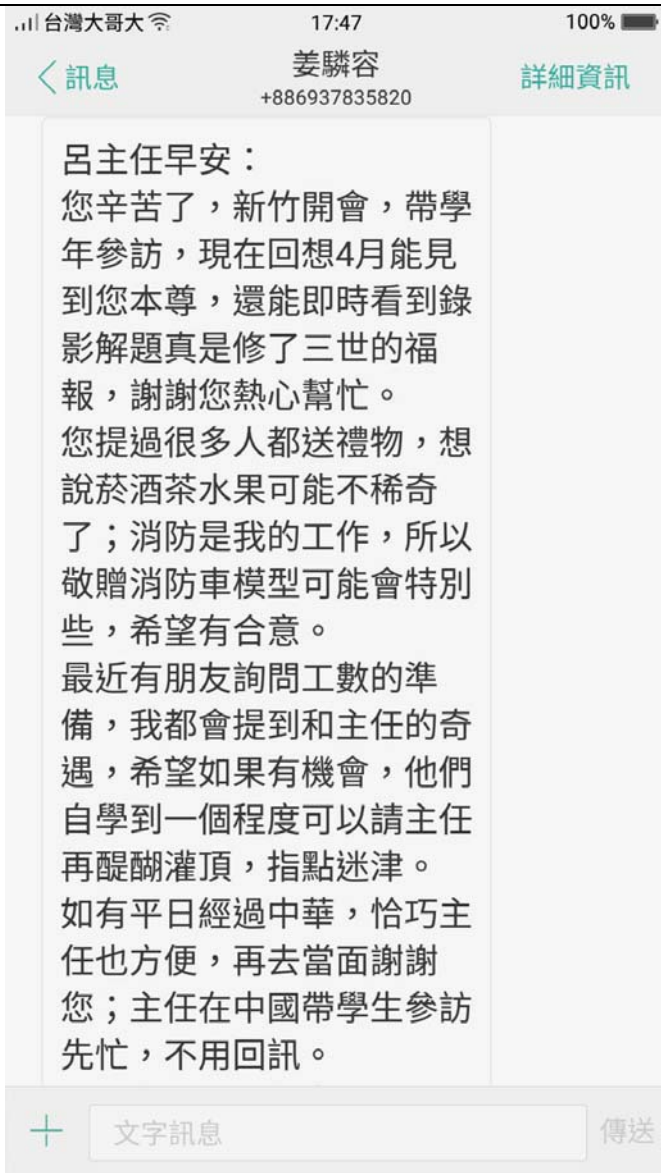 台灣大哥大 17:47 100%
訊息 姜驎容 詳細資訊
+886937835820
呂主任早安：
您辛苦了，新竹開會，帶學
年參訪，現在回想4月能見
到您本尊，還能即時看到錄
影解題真是修了三世的福
報，謝謝您熱心幫忙。
您提過很多人都送禮物，想
說菸酒茶水果可能不稀奇
了；消防是我的工作，所以
敬贈消防車模型可能會特別
些，希望有合意。
最近有朋友詢問工數的準
備，我都會提到和主任的奇
遇，希望如果有機會，他們
自學到一個程度可以請主任
再醍醐灌頂，指點迷津。
如有平日經過中華，恰巧主
任也方便，再去當面謝謝
您；主任在中國帶學生參訪
先忙，不用回訊。
文字訊息 傳送